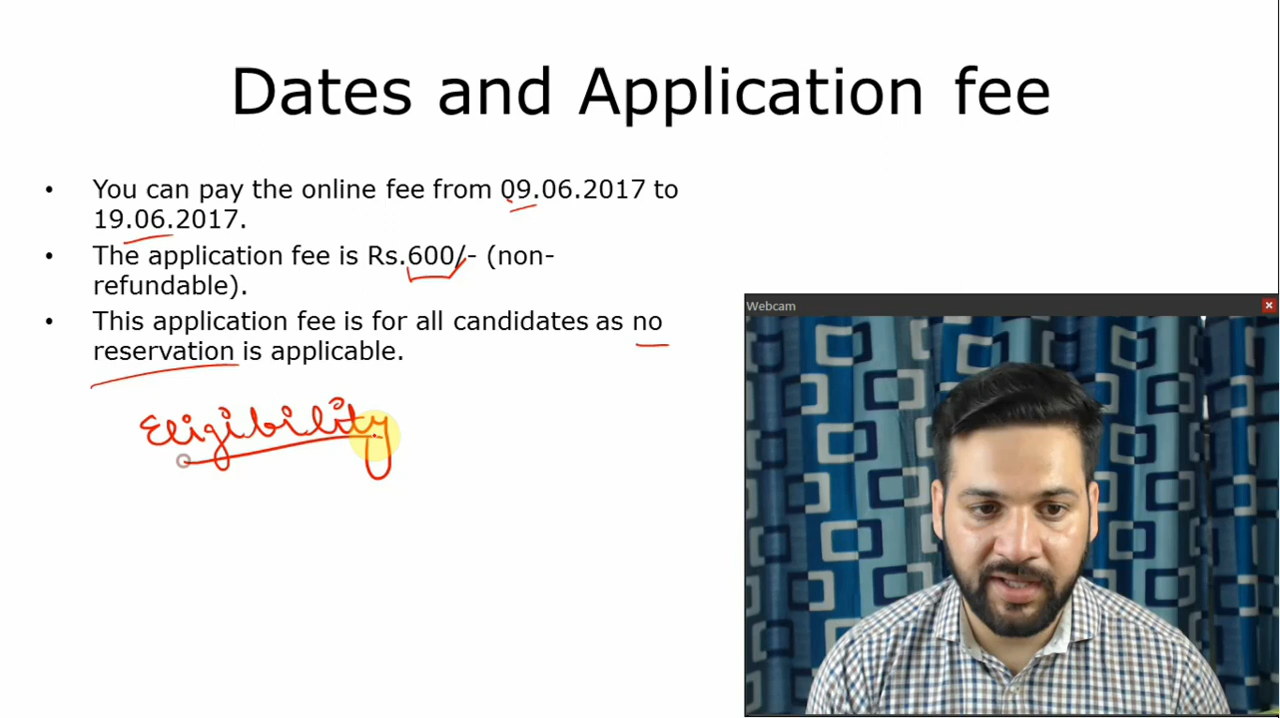 Dates and Application fee
• You can pay the online fee from 09.06.2017 to
19.06.2017.
• The application fee is Rs.600/- (non-
refundable).
• This application fee is for all candidates as no
reservation is applicable.
Eligibility
Webcam